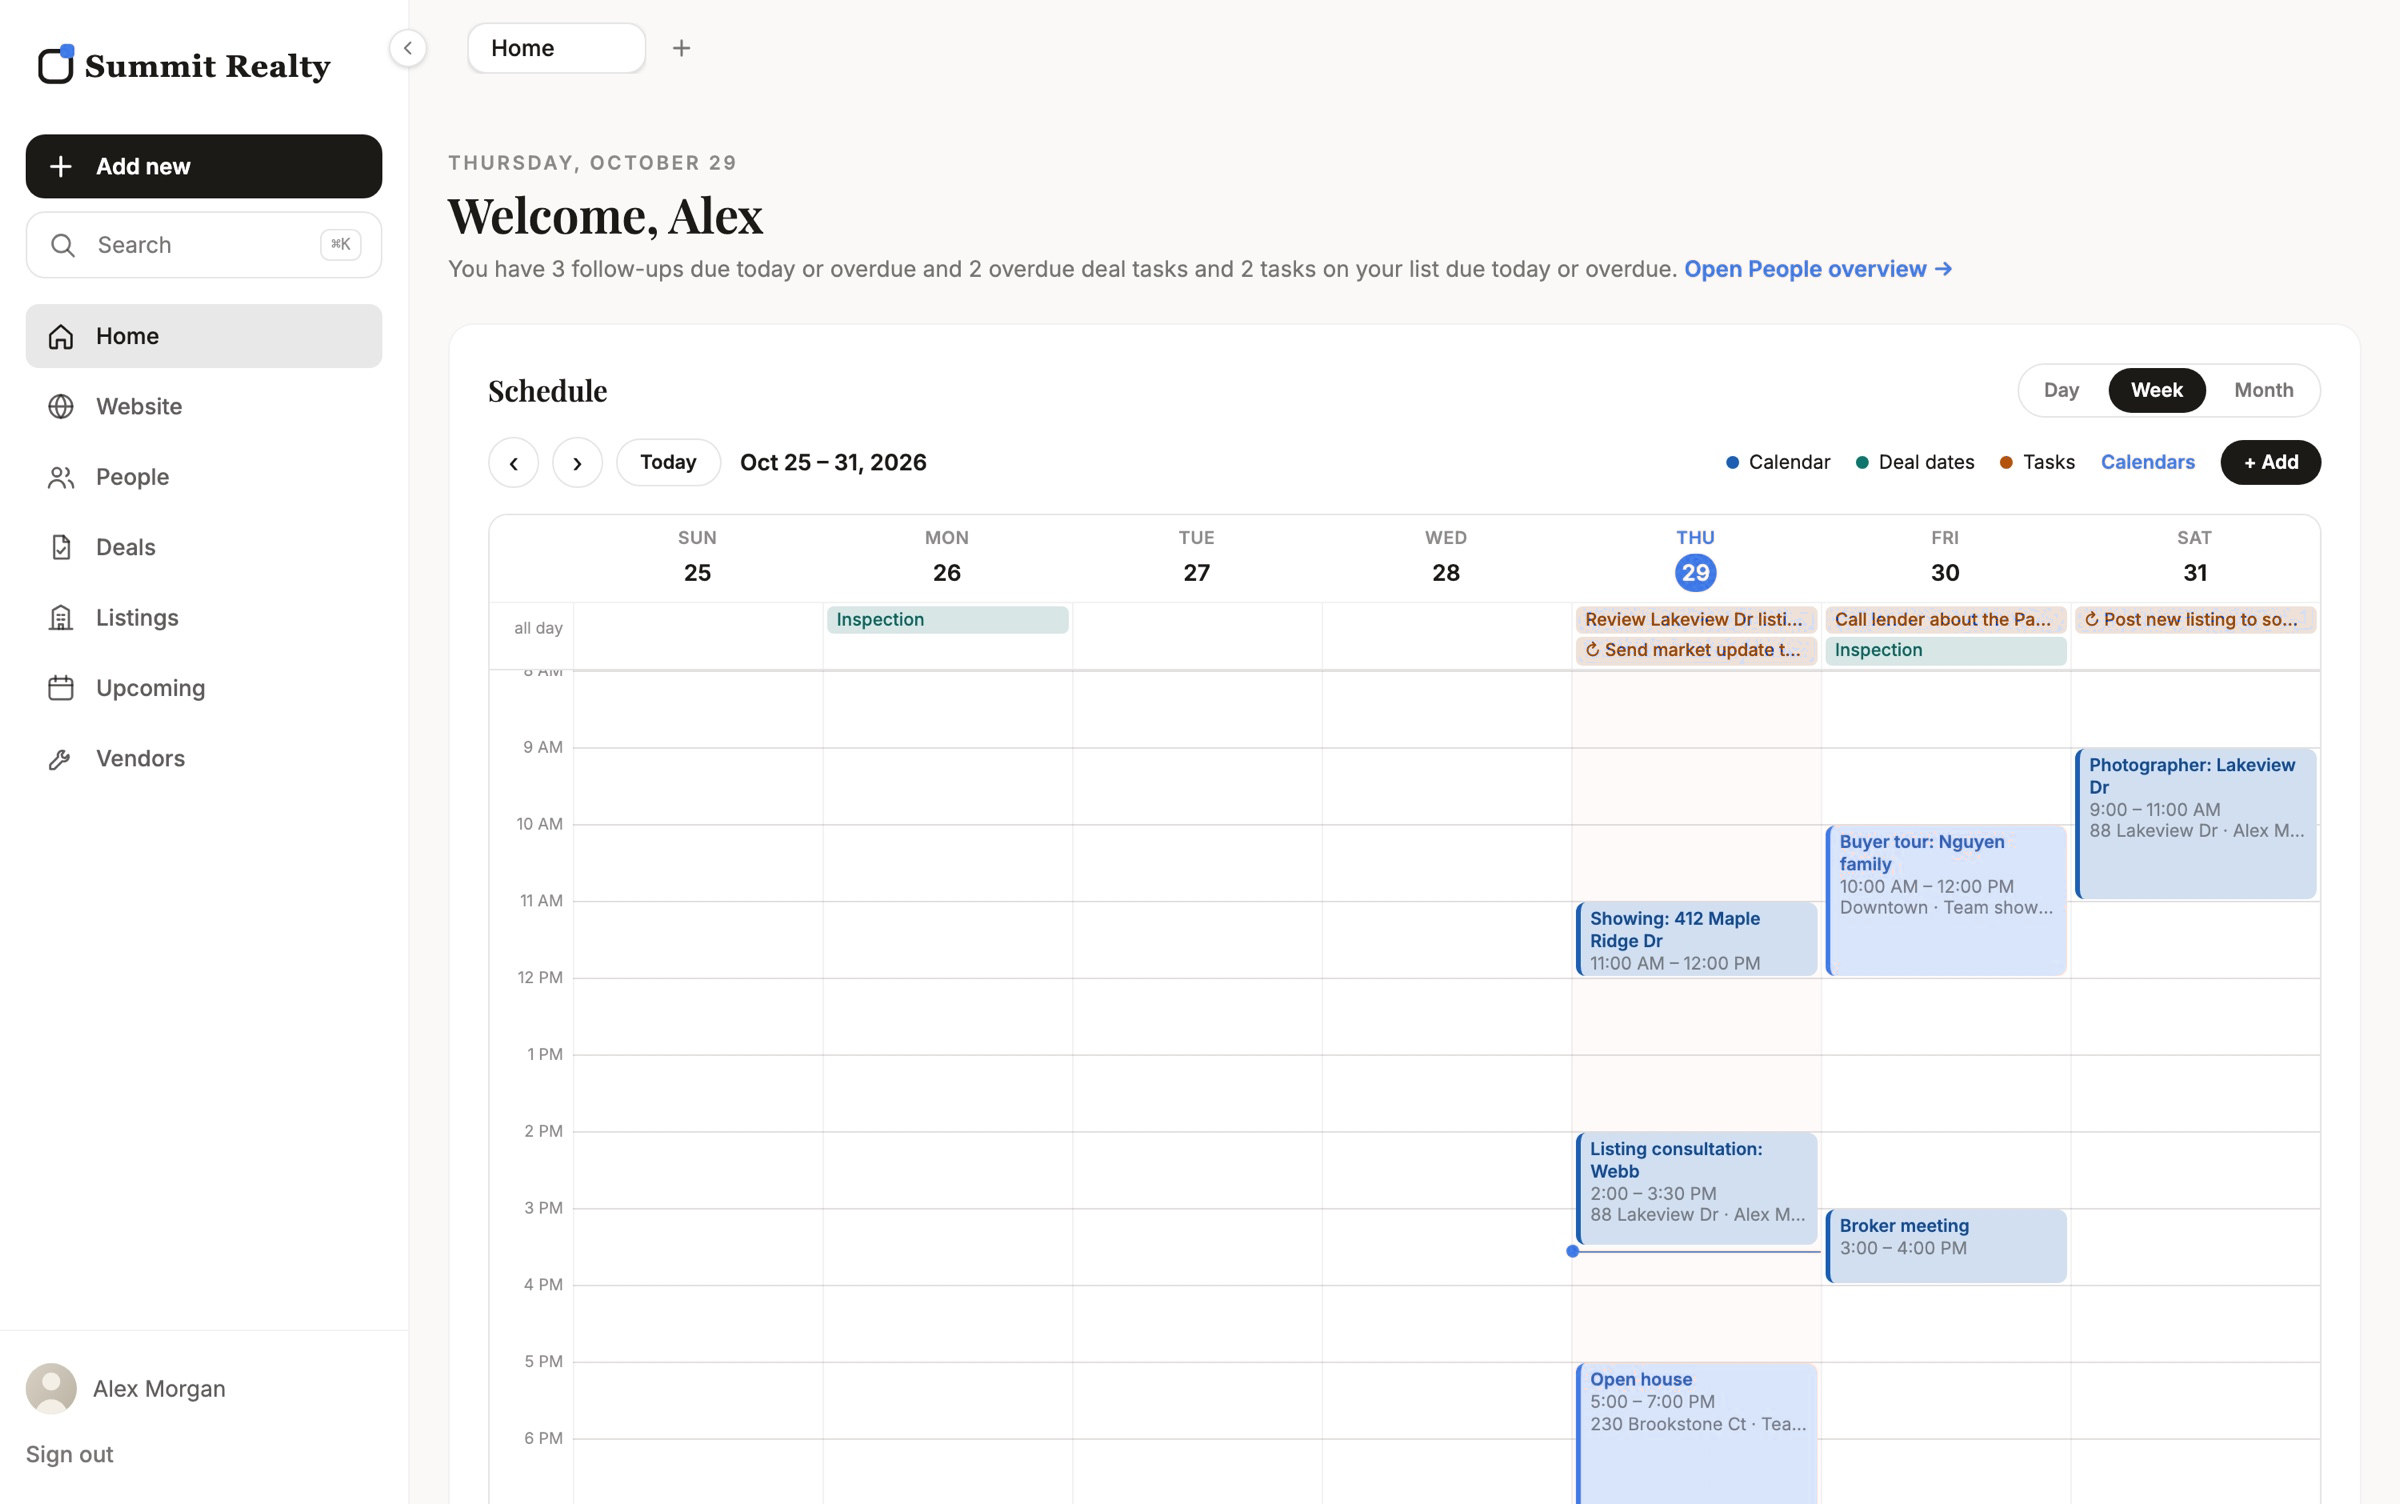 Summit Realty
Home
Add new
Search
⌘K
Home
Website
People
Deals
Listings
Upcoming
Vendors
Alex Morgan
Sign out
THURSDAY, OCTOBER 29
Welcome, Alex
You have 3 follow-ups due today or overdue and 2 overdue deal tasks and 2 tasks on your list due today or overdue. Open People overview →
Schedule
Day
Week
Month
Today
Oct 25 – 31, 2026
Calendar
Deal dates
Tasks
Calendars
+ Add
SUN
MON
TUE
WED
THU
FRI
SAT
25
26
27
28
29
30
31
all day
Inspection
Review Lakeview Dr listi...
Call lender about the Pa...
Post new listing to so...
Send market update t...
Inspection
8 AM
9 AM
10 AM
11 AM
12 PM
1 PM
2 PM
3 PM
4 PM
5 PM
6 PM
Showing: 412 Maple
Ridge Dr
11:00 AM – 12:00 PM
Listing consultation:
Webb
2:00 – 3:30 PM
88 Lakeview Dr · Alex M...
Open house
5:00 – 7:00 PM
230 Brookstone Ct · Tea...
Buyer tour: Nguyen
family
10:00 AM – 12:00 PM
Downtown · Team show...
Broker meeting
3:00 – 4:00 PM
Photographer: Lakeview
Dr
9:00 – 11:00 AM
88 Lakeview Dr · Alex M...